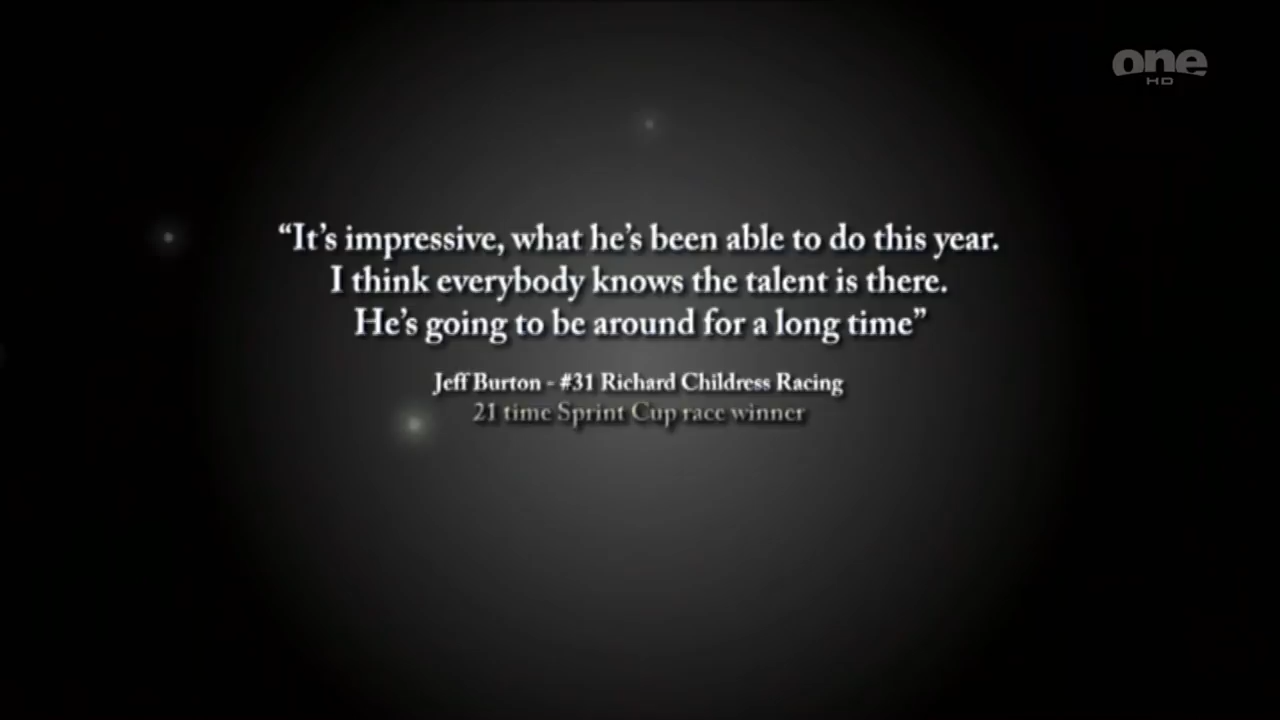 one
HD
“It’s impressive, what he’s been able to do this year.
I think everybody knows the talent is there.
He’s going to be around for a long time”
Jeff Burton - #31 Richard Childress Racing
21 time Sprint Cup race winner